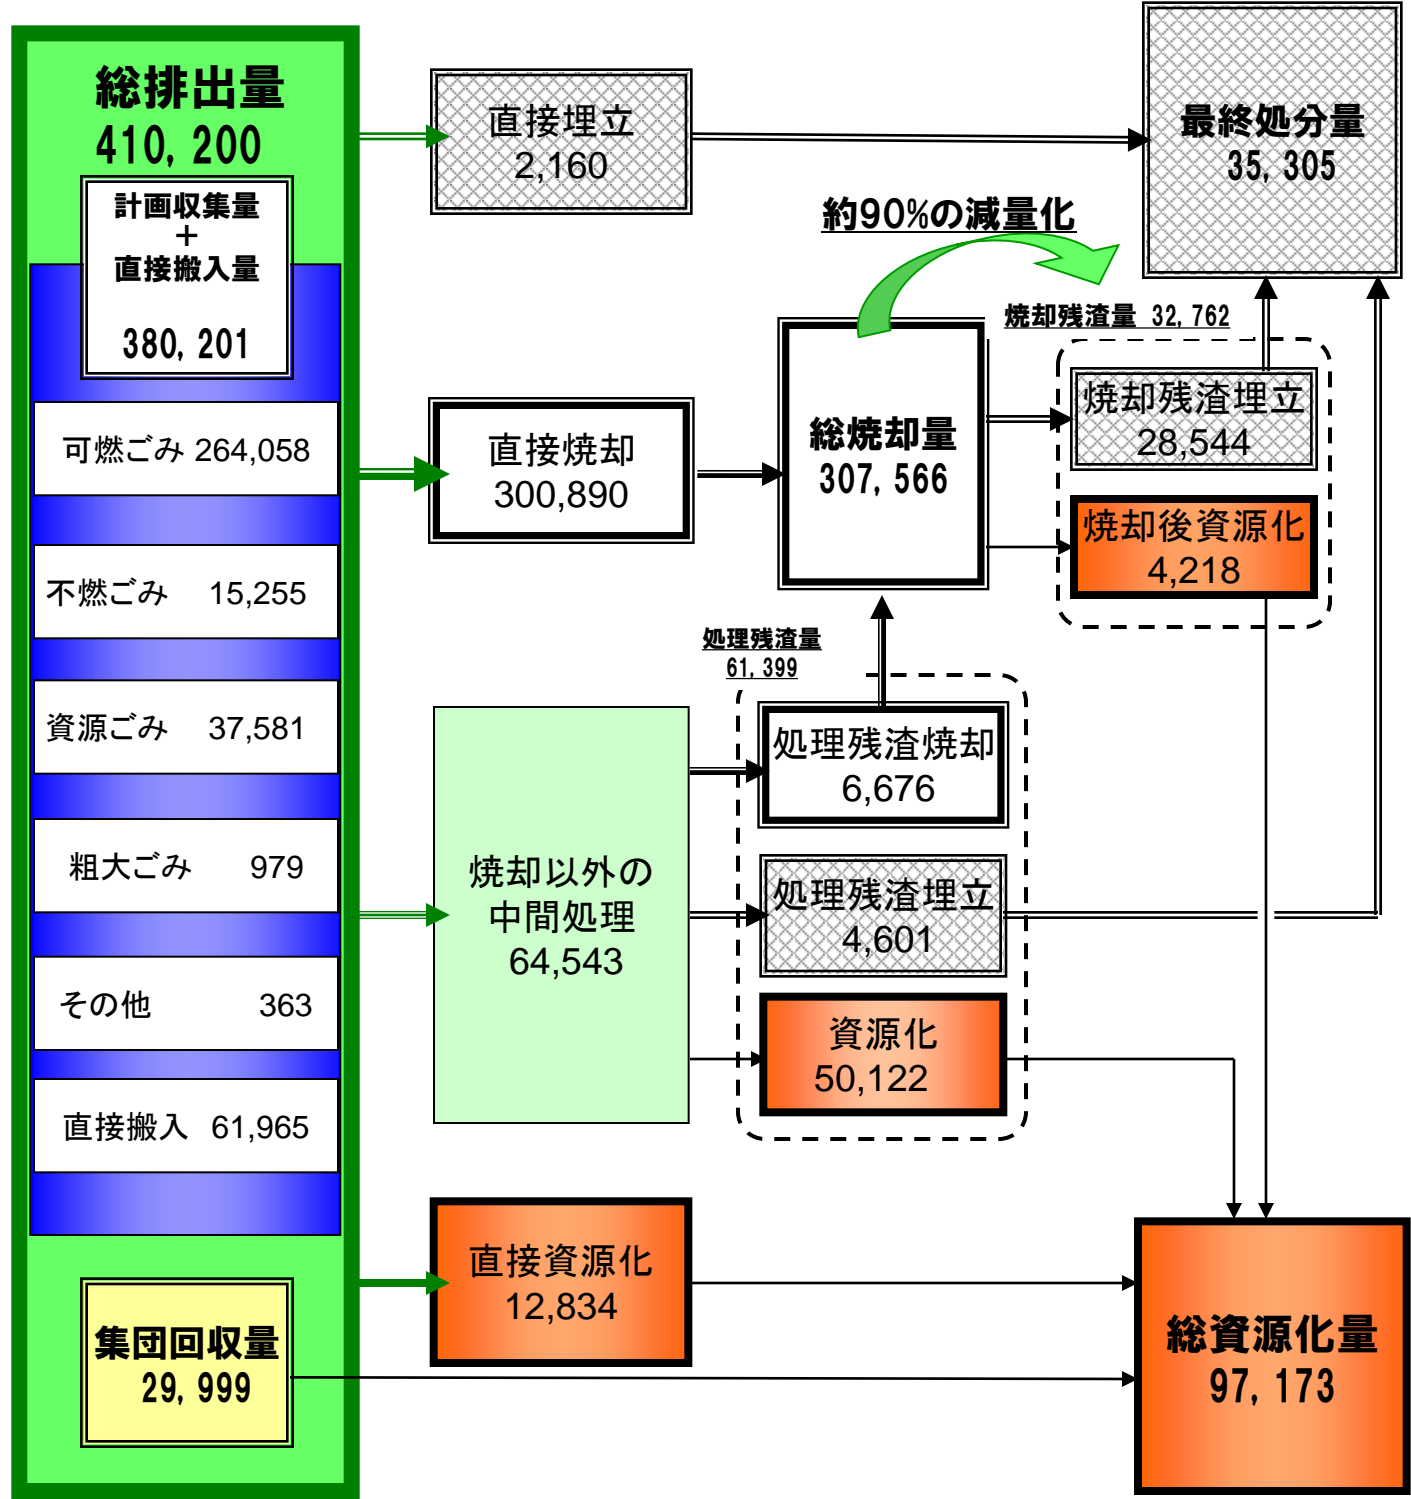 総排出量
410, 200
計画収集量
＋
直接搬入量
380, 201
可燃ごみ 264,058
不燃ごみ 15,255
資源ごみ 37,581
粗大ごみ 979
その他 363
直接搬入 61,965
集団回収量
29, 999
直接埋立
2,160
直接焼却
300,890
焼却以外の
中間処理
64,543
直接資源化
12,834
約90%の減量化
総焼却量
307, 566
処理残渣量
61, 399
処理残渣焼却
6,676
処理残渣埋立
4,601
資源化
50,122
最終処分量
35, 305
焼却残渣量 32, 762
焼却残渣埋立
28,544
焼却後資源化
4,218
総資源化量
97, 173